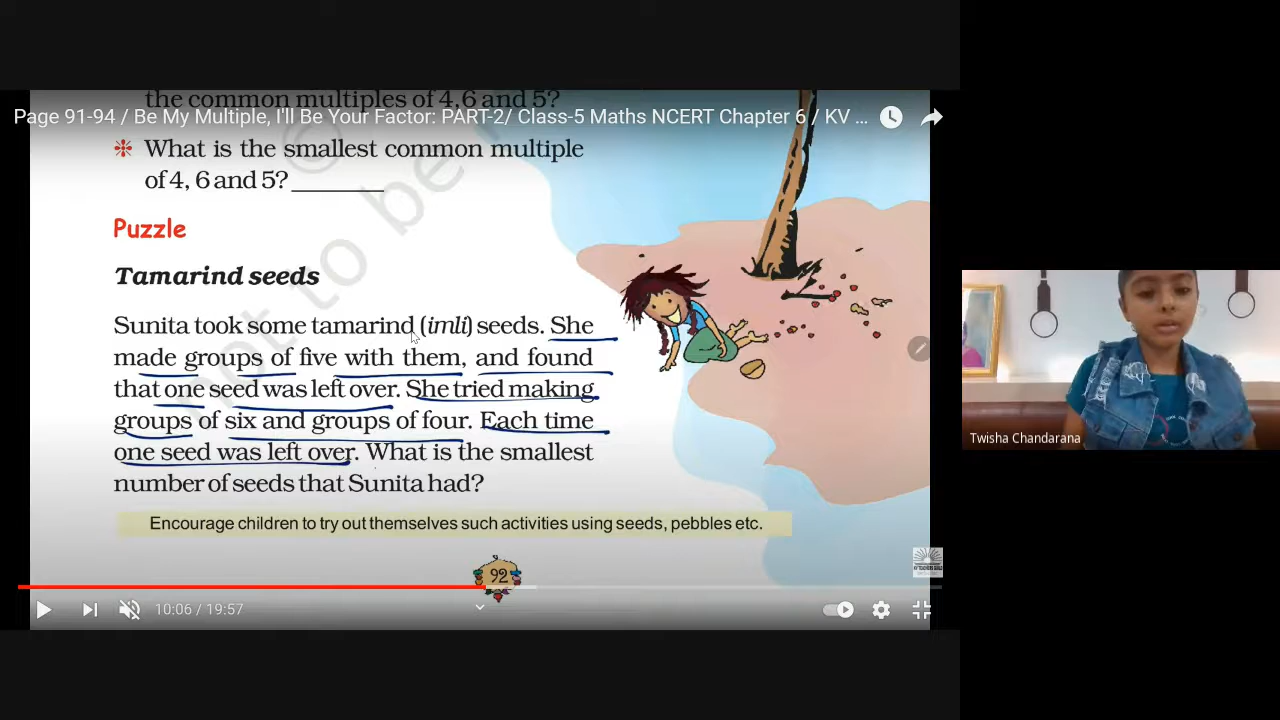 the common multiples of 4,6 and 5?
Page 91-94 / Be My Multiple, I'll Be Your Factor: PART-2/ Class-5 Maths NCERT Chapter 6 / KV ...
❉ What is the smallest common multiple
of 4, 6 and 5? ________
not to be
Puzzle
Tamarind seeds
Sunita took some tamarind (imli) seeds. She
made groups of five with them, and found
that one seed was left over. She tried making
groups of six and groups of four. Each time
one seed was left over. What is the smallest
number of seeds that Sunita had?
Encourage children to try out themselves such activities using seeds, pebbles etc.
92
10:06 / 19:57
Twisha Chandarana